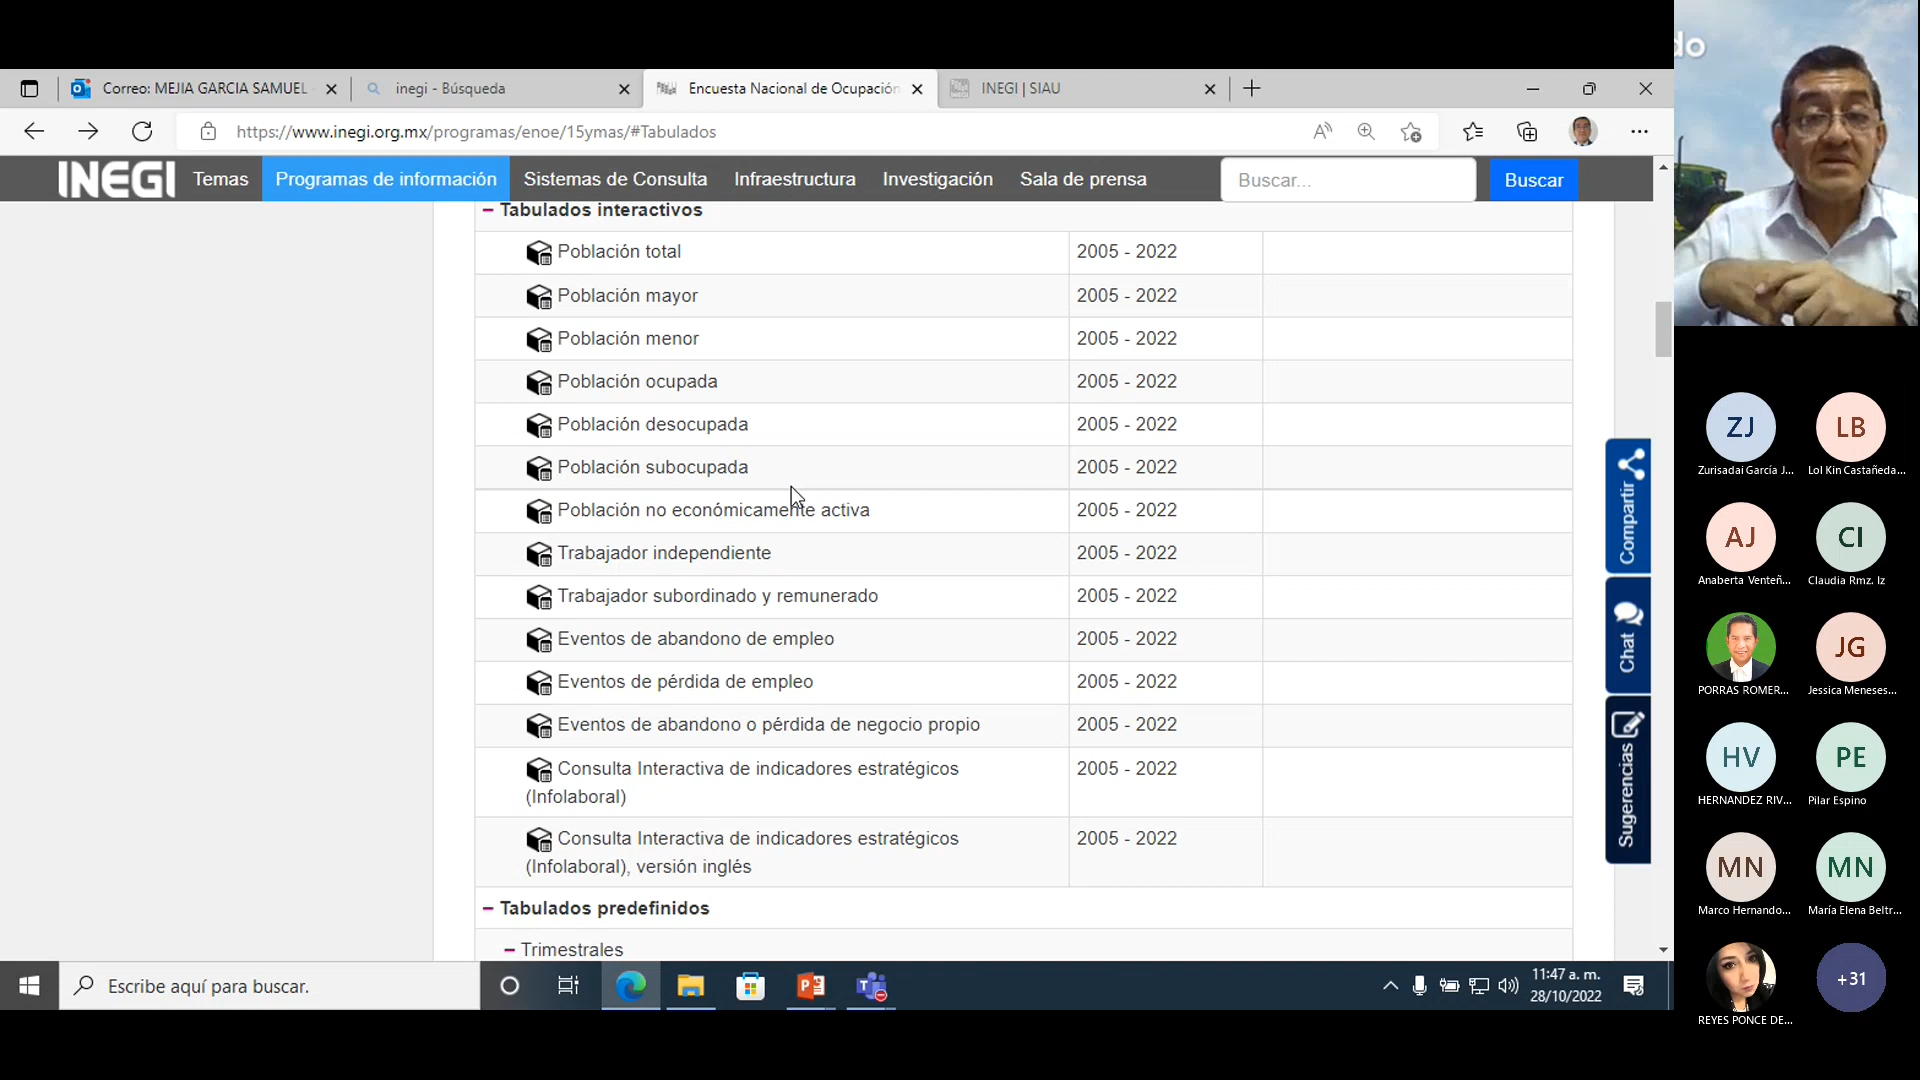 do
Correo: MEJIA GARCIA SAMUEL
inegi - Búsqueda
Encuesta Nacional de Ocupación
INEGI | SIAU
https://www.inegi.org.mx/programas/enoe/15ymas/#Tabulados
INEGI Temas Programas de información Sistemas de Consulta Infraestructura Investigación Sala de prensa Buscar... Buscar
– Tabulados interactivos
Población total 2005 - 2022
Población mayor 2005 - 2022
Población menor 2005 - 2022
Población ocupada 2005 - 2022
Población desocupada 2005 - 2022
Población subocupada 2005 - 2022
Población no económicamente activa 2005 - 2022
Trabajador independiente 2005 - 2022
Trabajador subordinado y remunerado 2005 - 2022
Eventos de abandono de empleo 2005 - 2022
Eventos de pérdida de empleo 2005 - 2022
Eventos de abandono o pérdida de negocio propio 2005 - 2022
Consulta Interactiva de indicadores estratégicos 2005 - 2022
(Infolaboral)
Consulta Interactiva de indicadores estratégicos 2005 - 2022
(Infolaboral), versión inglés
– Tabulados predefinidos
– Trimestrales
Compartir
Chat
Sugerencias
Escribe aquí para buscar.
11:47 a. m.
28/10/2022
ZJ LB
Zurisadai García J... Lol Kin Castañeda...
AJ CI
Anaberta Venteñ... Claudia Rmz. Iz
JG
PORRAS ROMER... Jessica Meneses...
HV PE
HERNANDEZ RIV... Pilar Espino
MN MN
Marco Hernando... María Elena Beltr...
+31
REYES PONCE DE...